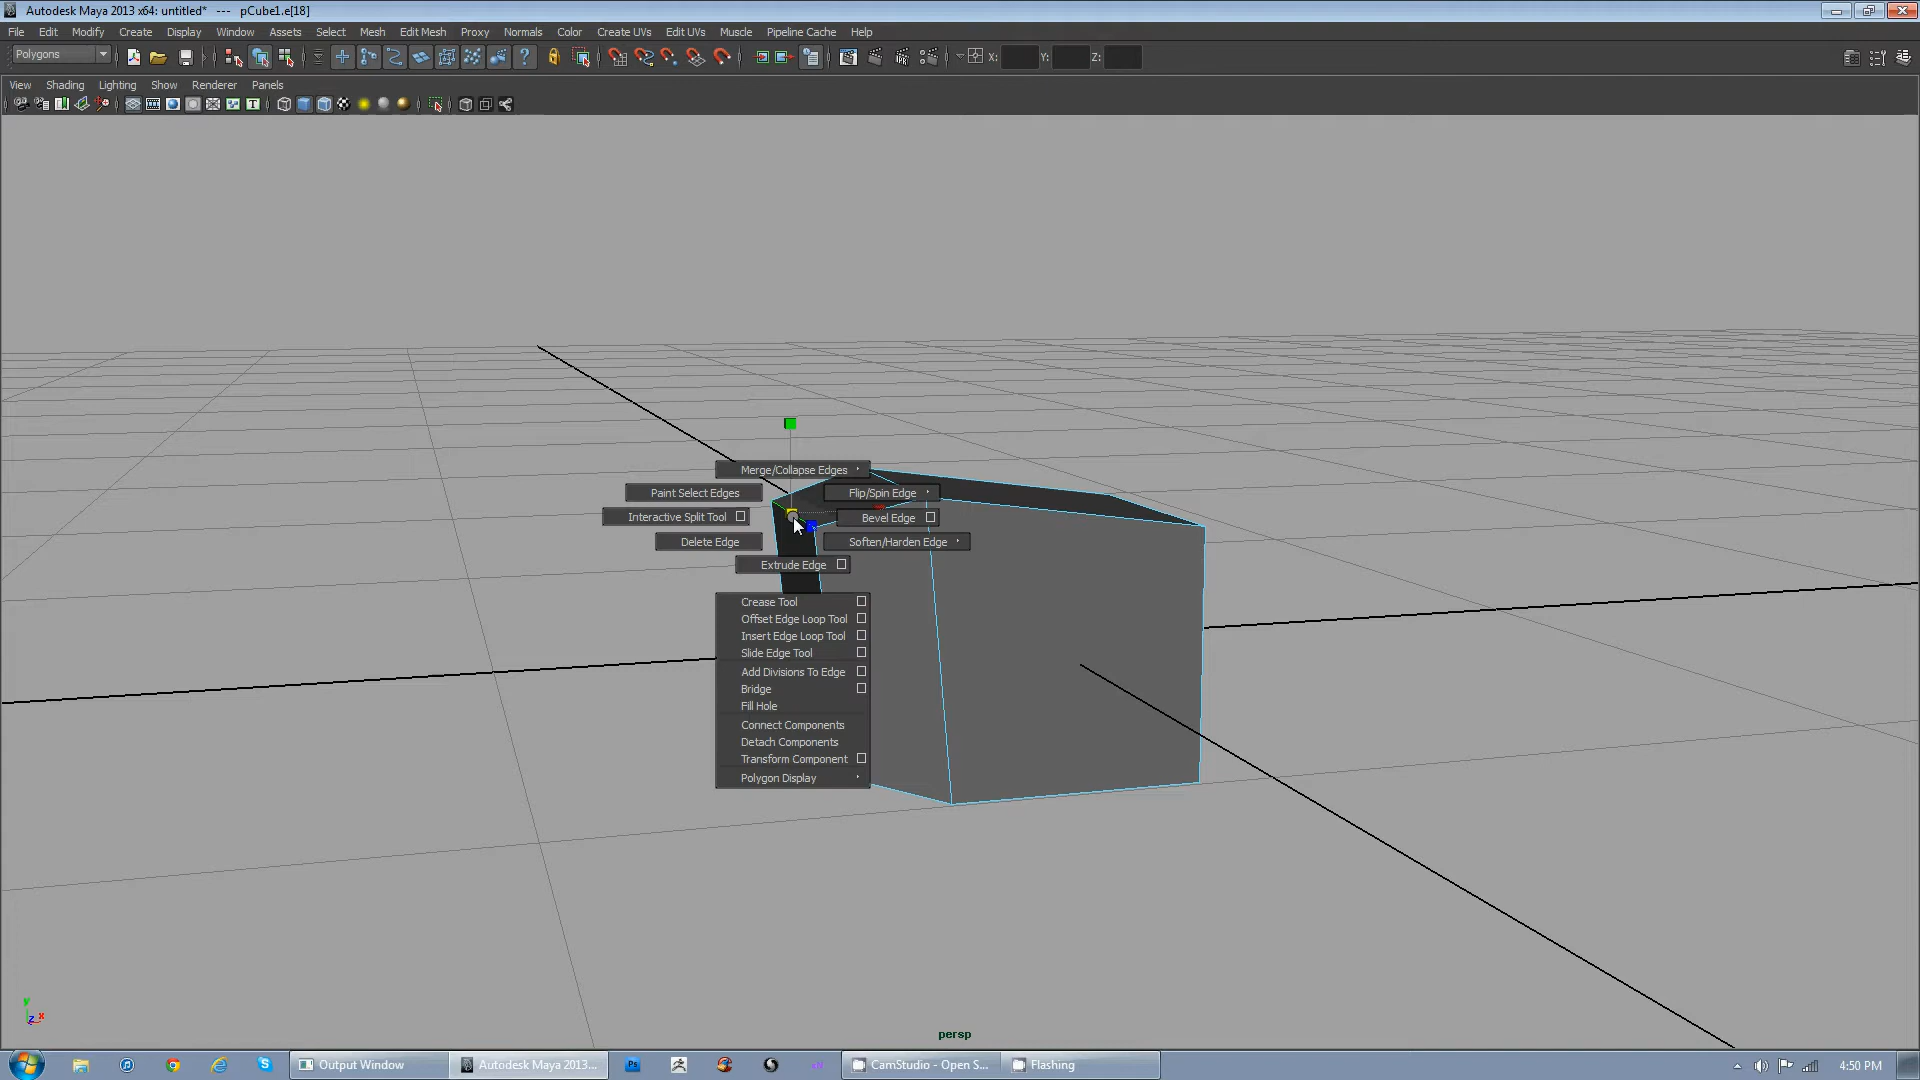 Autodesk Maya 2013 x64: untitled*   ---   pCube1.e[18]
File Edit Modify Create Display Window Assets Select Mesh Edit Mesh Proxy Normals Color Create UVs Edit UVs Muscle Pipeline Cache Help
Polygons X: Y: Z:
View Shading Lighting Show Renderer Panels
Merge/Collapse Edges
Paint Select Edges Flip/Spin Edge
Interactive Split Tool Bevel Edge
Delete Edge Soften/Harden Edge
Extrude Edge
Crease Tool
Offset Edge Loop Tool
Insert Edge Loop Tool
Slide Edge Tool
Add Divisions To Edge
Bridge
Fill Hole
Connect Components
Detach Components
Transform Component
Polygon Display
y
z x
persp
Output Window Autodesk Maya 2013... Ps CamStudio - Open S... Flashing 4:50 PM